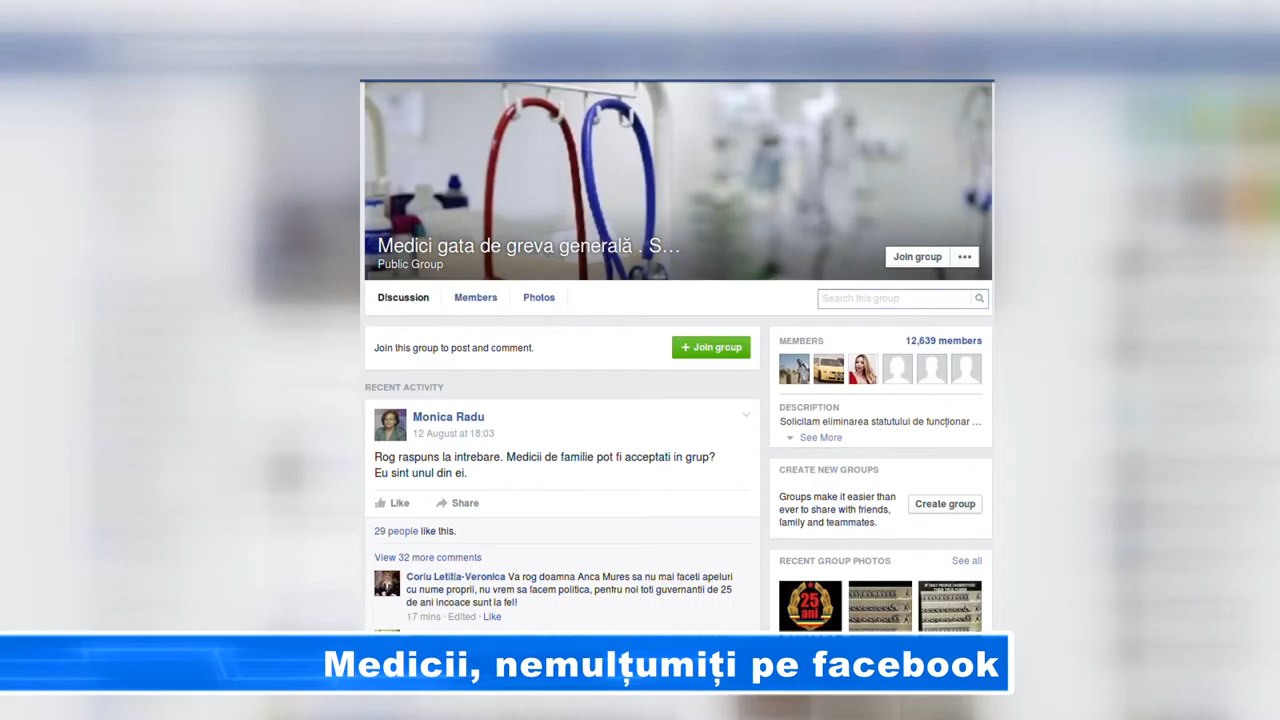 Medici gata de greva generală . S...
Public Group
Join group
Discussion
Members
Photos
Search this group
Join this group to post and comment.
+ Join group
RECENT ACTIVITY
Monica Radu
12 August at 18:03
Rog raspuns la intrebare. Medicii de familie pot fi acceptati in grup?
Eu sint unul din ei.
Like Share
29 people like this.
View 32 more comments
Coriu Letitia-Veronica Va rog doamna Anca Mures sa nu mai faceti apeluri
cu nume proprii, nu vrem sa facem politica, pentru noi toti guvernantii de 25
de ani incoace sunt la fel!
17 mins · Edited · Like
MEMBERS 12,639 members
DESCRIPTION
Solicitam eliminarea statutului de funcționar ...
See More
CREATE NEW GROUPS
Groups make it easier than
ever to share with friends,
family and teammates.
Create group
RECENT GROUP PHOTOS See all
25
ani
Medicii, nemulțumiți pe facebook